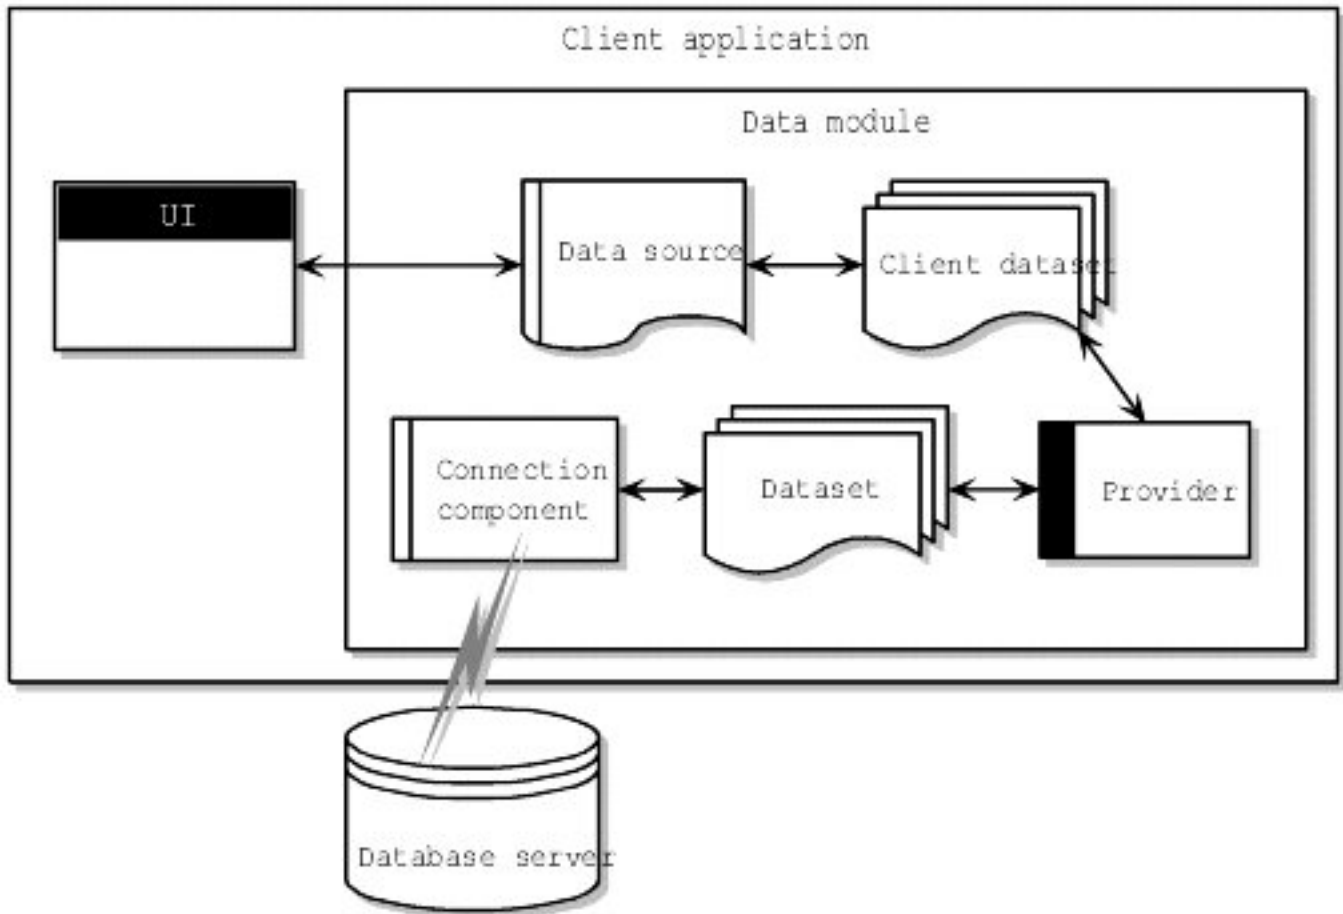 Client application
Data module
UI
Data source
Client dataset
Connection
component
Dataset
Provider
Database server